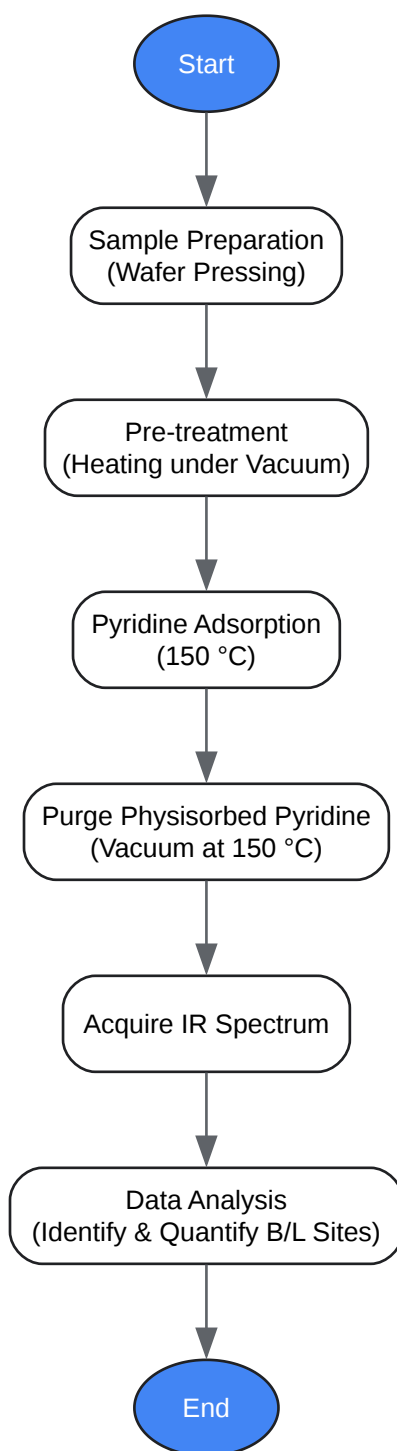 Start
Sample Preparation
(Wafer Pressing)
Pre-treatment
(Heating under Vacuum)
Pyridine Adsorption
(150 °C)
Purge Physisorbed Pyridine
(Vacuum at 150 °C)
Acquire IR Spectrum
Data Analysis
(Identify & Quantify B/L Sites)
End